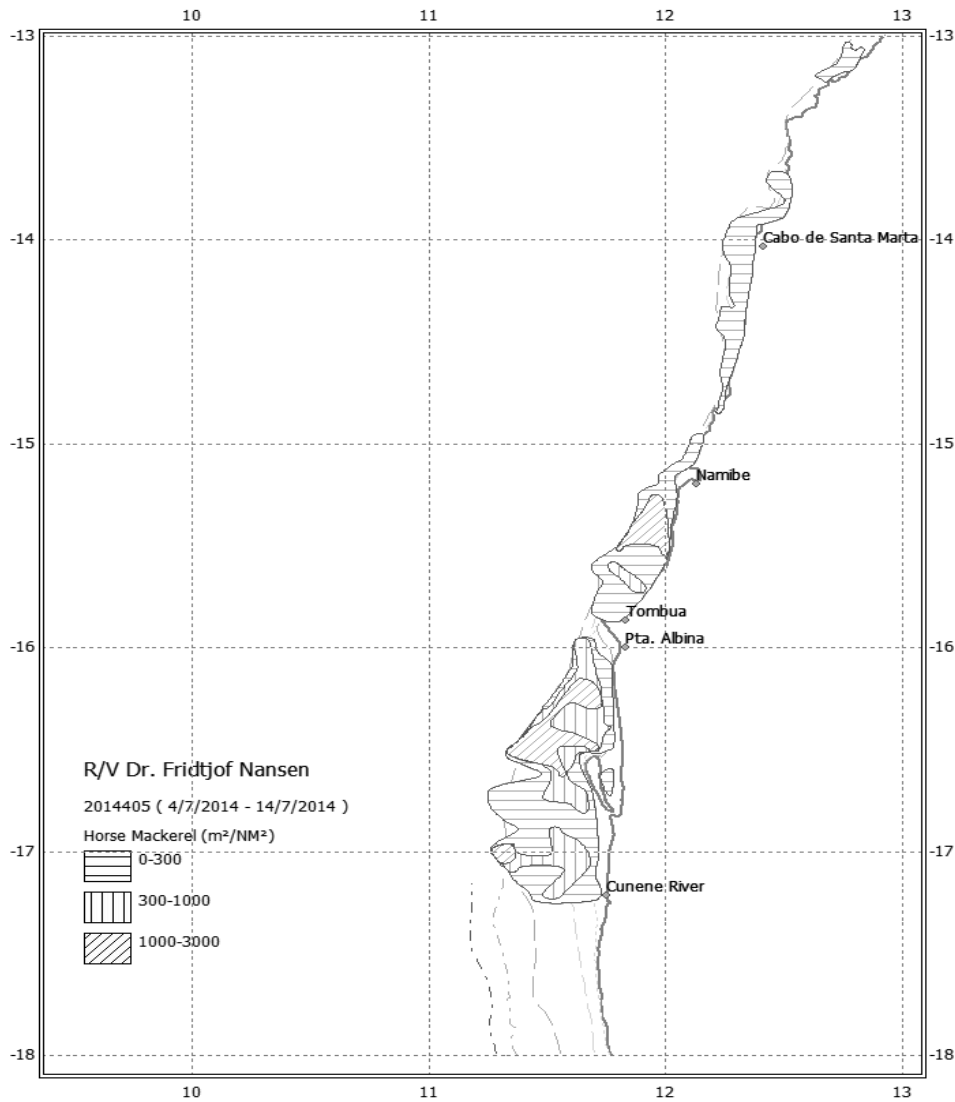 10 11 12 13
-13 -13
-14 Cabo de Santa Marta -14
-15 -15
Namibe
Tombua
Pta. Albina
-16 -16
R/V Dr. Fridtjof Nansen
2014405 ( 4/7/2014 - 14/7/2014 )
Horse Mackerel (m²/NM²)
0-300
-17 -17
Cunene River
300-1000
1000-3000
-18 -18
10 11 12 13